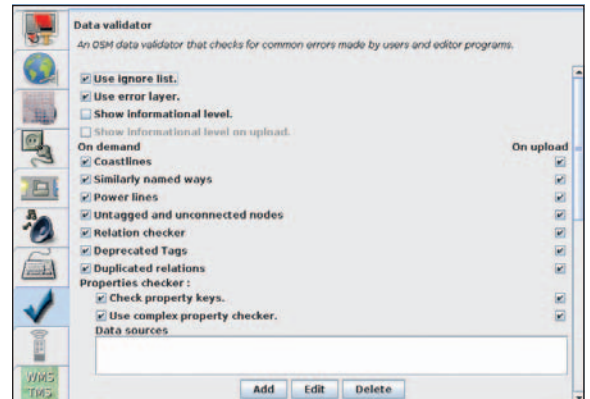 Data validator
An OSM data validator that checks for common errors made by users and editor programs.
Use ignore list.
Use error layer.
Show informational level.
Show informational level on upload.
On demand On upload
Coastlines
Similarly named ways
Power lines
Untagged and unconnected nodes
Relation checker
Deprecated Tags
Duplicated relations
Properties checker :
Check property keys.
Use complex property checker.
Data sources
WMS
TMS
Add Edit Delete